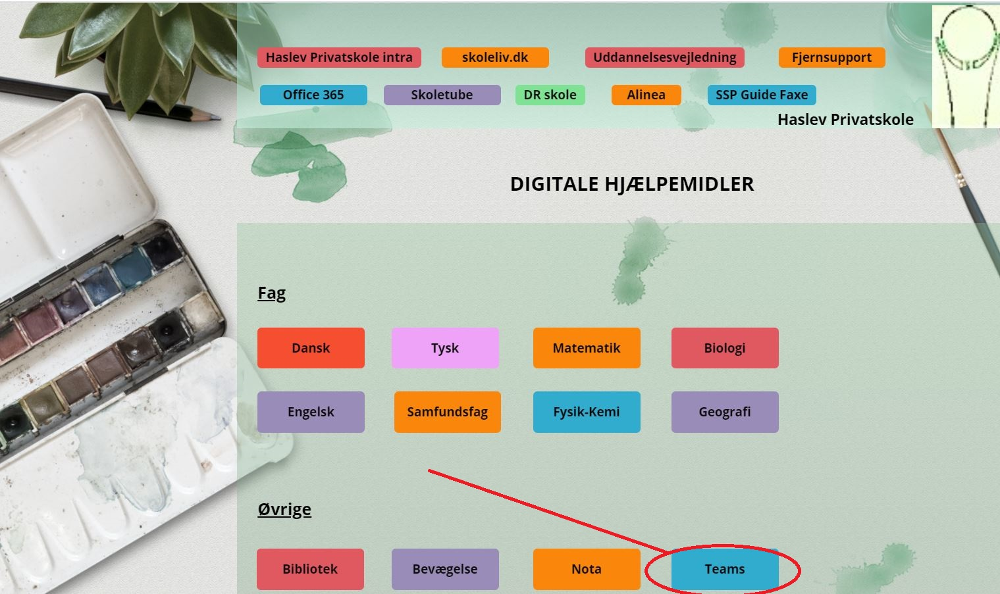 Haslev Privatskole intra skoleliv.dk Uddannelsesvejledning Fjernsupport
Office 365 Skoletube DR skole Alinea SSP Guide Faxe
Haslev Privatskole
DIGITALE HJÆLPEMIDLER
Fag
Dansk Tysk Matematik Biologi
Engelsk Samfundsfag Fysik-Kemi Geografi
Øvrige
Bibliotek Bevægelse Nota Teams